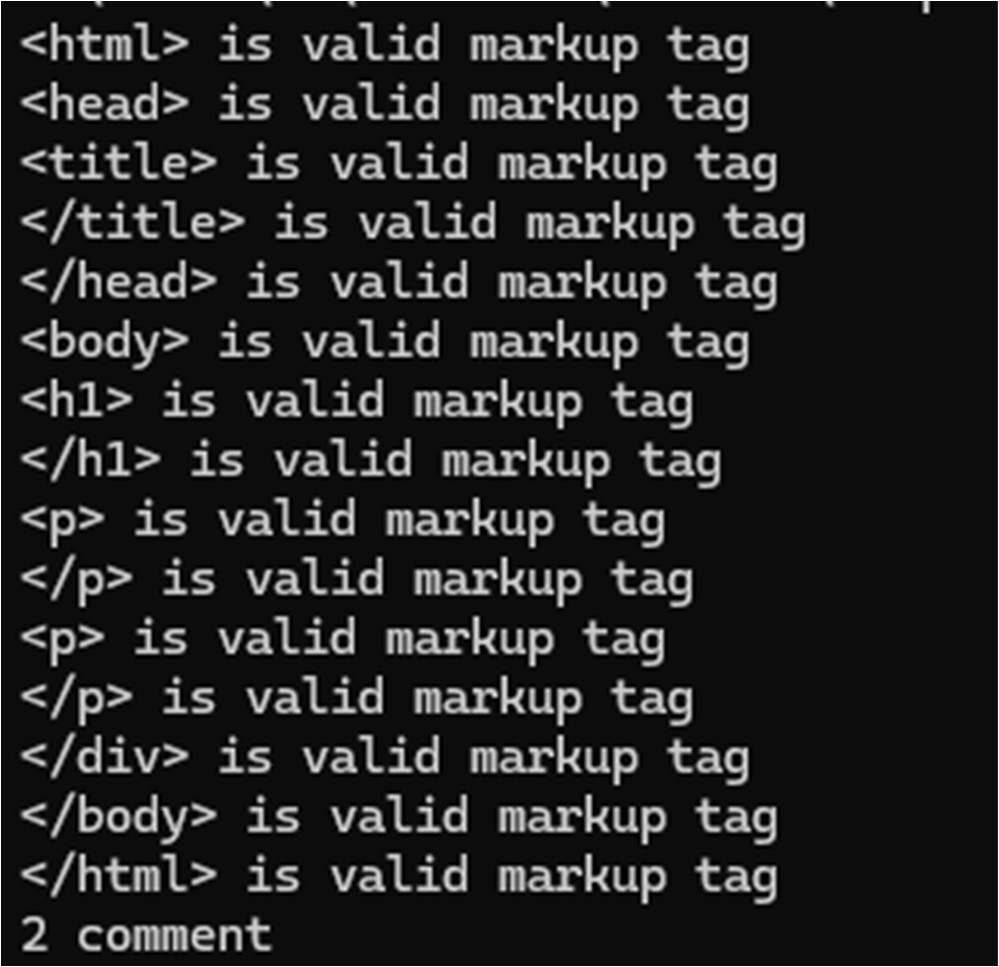 <html> is valid markup tag
<head> is valid markup tag
<title> is valid markup tag
</title> is valid markup tag
</head> is valid markup tag
<body> is valid markup tag
<h1> is valid markup tag
</h1> is valid markup tag
<p> is valid markup tag
</p> is valid markup tag
<p> is valid markup tag
</p> is valid markup tag
</div> is valid markup tag
</body> is valid markup tag
</html> is valid markup tag
2 comment